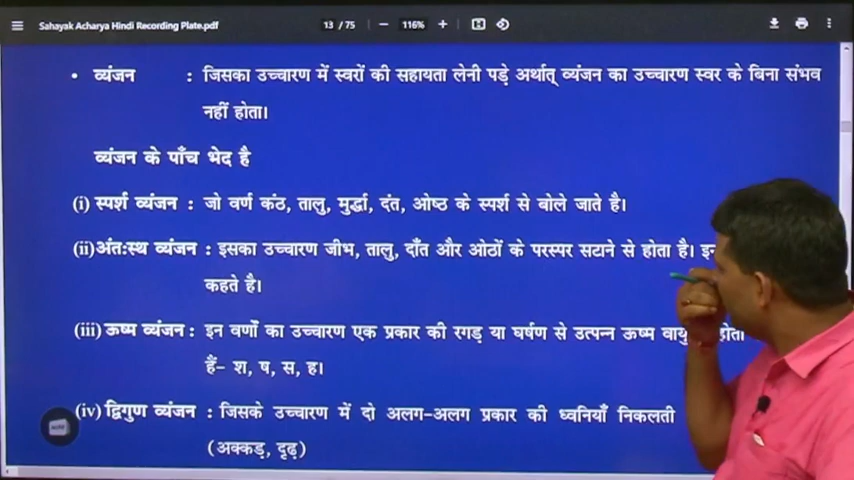 Sahayak Acharya Hindi Recording Plate.pdf 13 / 75 116%
• व्यंजन : जिसका उच्चारण में स्वरों की सहायता लेनी पड़े अर्थात् व्यंजन का उच्चारण स्वर के बिना संभव
नहीं होता।
व्यंजन के पाँच भेद है
(i) स्पर्श व्यंजन : जो वर्ण कंठ, तालु, मुर्द्धा, दंत, ओष्ठ के स्पर्श से बोले जाते है।
(ii) अंत:स्थ व्यंजन : इसका उच्चारण जीभ, तालु, दाँत और ओठों के परस्पर सटाने से होता है।
कहते है।
(iii) ऊष्म व्यंजन : इन वर्णों का उच्चारण एक प्रकार की रगड़ या घर्षण से उत्पन्न ऊष्म होता
हैं– श, ष, स, ह।
(iv) द्विगुण व्यंजन : जिसके उच्चारण में दो अलग–अलग प्रकार की ध्वनियाँ निकलती
(अक्कड़, दृढ़)